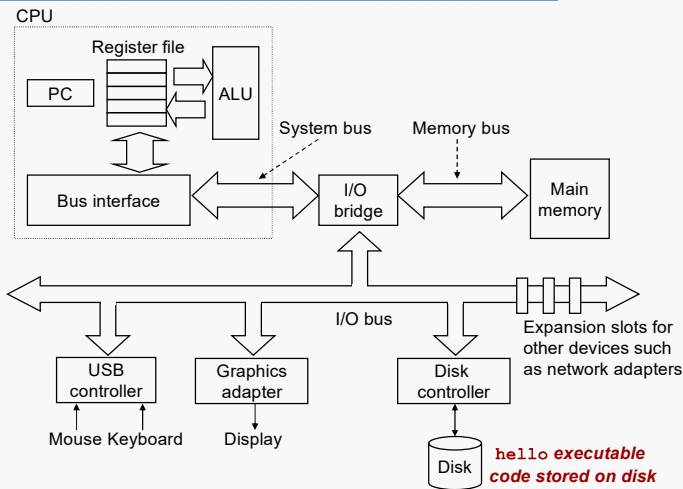 CPU
Register file
PC
ALU
System bus
Memory bus
Bus interface
I/O
bridge
Main
memory
I/O bus
Expansion slots for
other devices such
as network adapters
USB
controller
Graphics
adapter
Disk
controller
Mouse Keyboard
Display
Disk
hello executable
code stored on disk